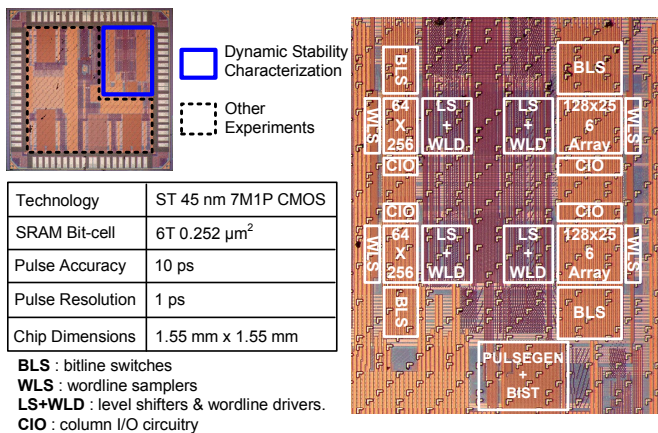 Dynamic Stability
Characterization
Other
Experiments
Technology ST 45 nm 7M1P CMOS
SRAM Bit-cell 6T 0.252 µm²
Pulse Accuracy 10 ps
Pulse Resolution 1 ps
Chip Dimensions 1.55 mm x 1.55 mm
BLS : bitline switches
WLS : wordline samplers
LS+WLD : level shifters & wordline drivers.
CIO : column I/O circuitry
BLS
BLS
WLS
64
X
256
LS
+
WLD
LS
+
WLD
128x25
6
Array
WLS
CIO
CIO
CIO
CIO
WLS
64
X
256
LS
+
WLD
LS
+
WLD
128x25
6
Array
WLS
BLS
BLS
PULSEGEN
+
BIST